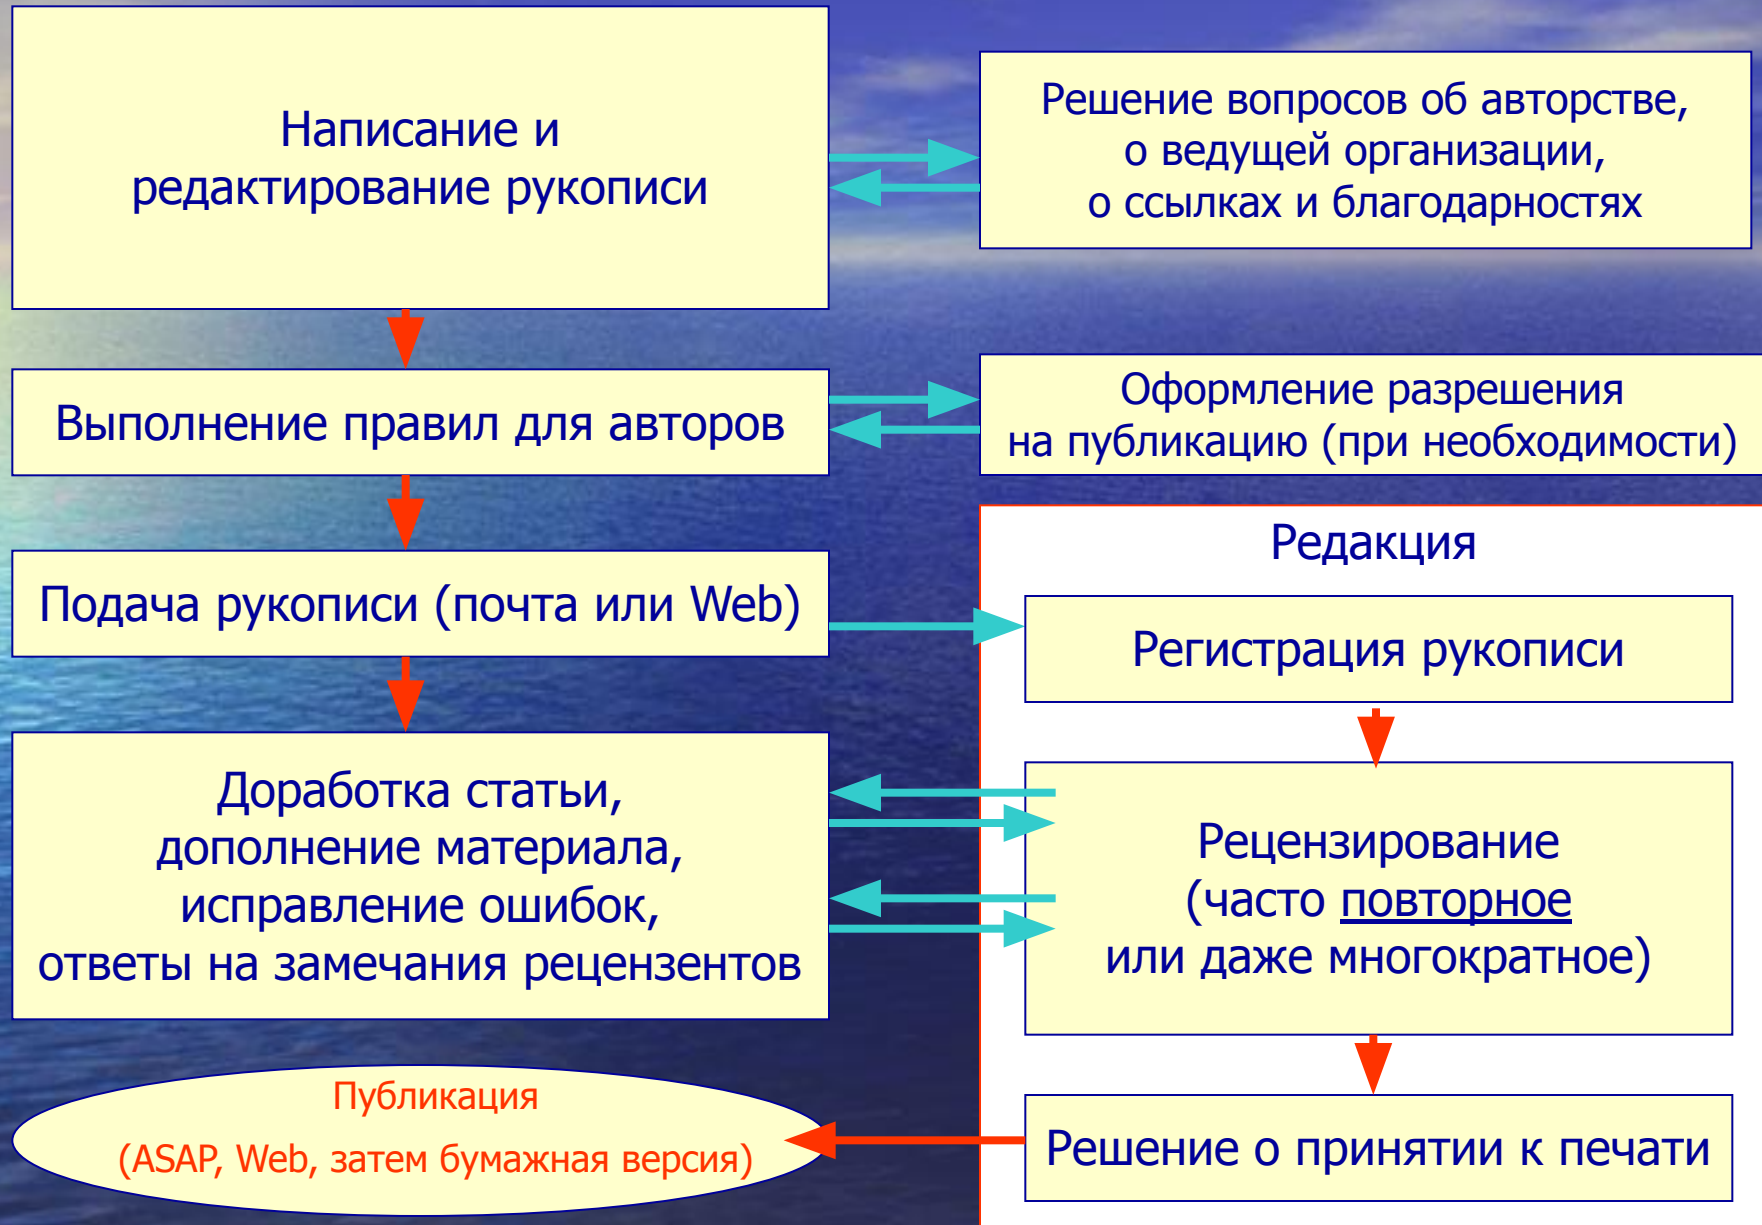 Написание и
редактирование рукописи
Решение вопросов об авторстве,
о ведущей организации,
о ссылках и благодарностях
Выполнение правил для авторов
Оформление разрешения
на публикацию (при необходимости)
Подача рукописи (почта или Web)
Редакция
Регистрация рукописи
Доработка статьи,
дополнение материала,
исправление ошибок,
ответы на замечания рецензентов
Рецензирование
(часто повторное
или даже многократное)
Публикация
(ASAP, Web, затем бумажная версия)
Решение о принятии к печати